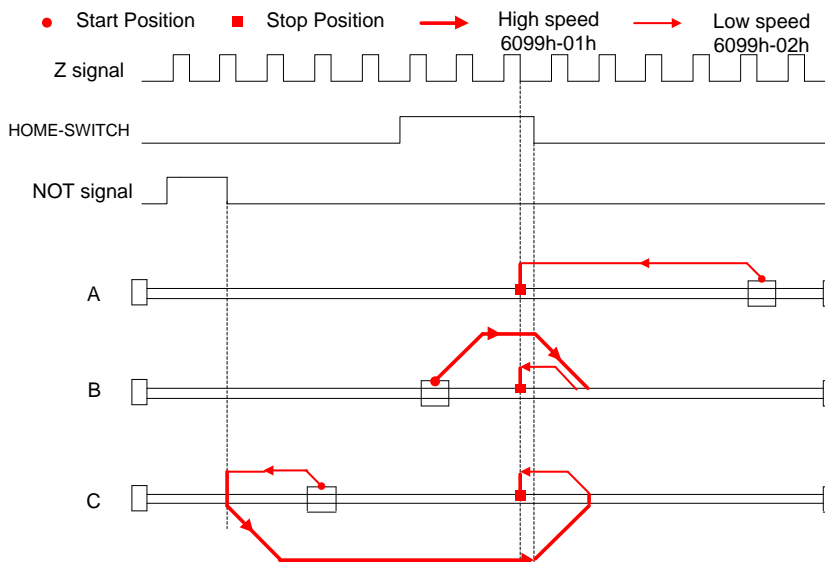 Start Position
Stop Position
High speed
6099h-01h
Low speed
6099h-02h
Z signal
HOME-SWITCH
NOT signal
A
B
C